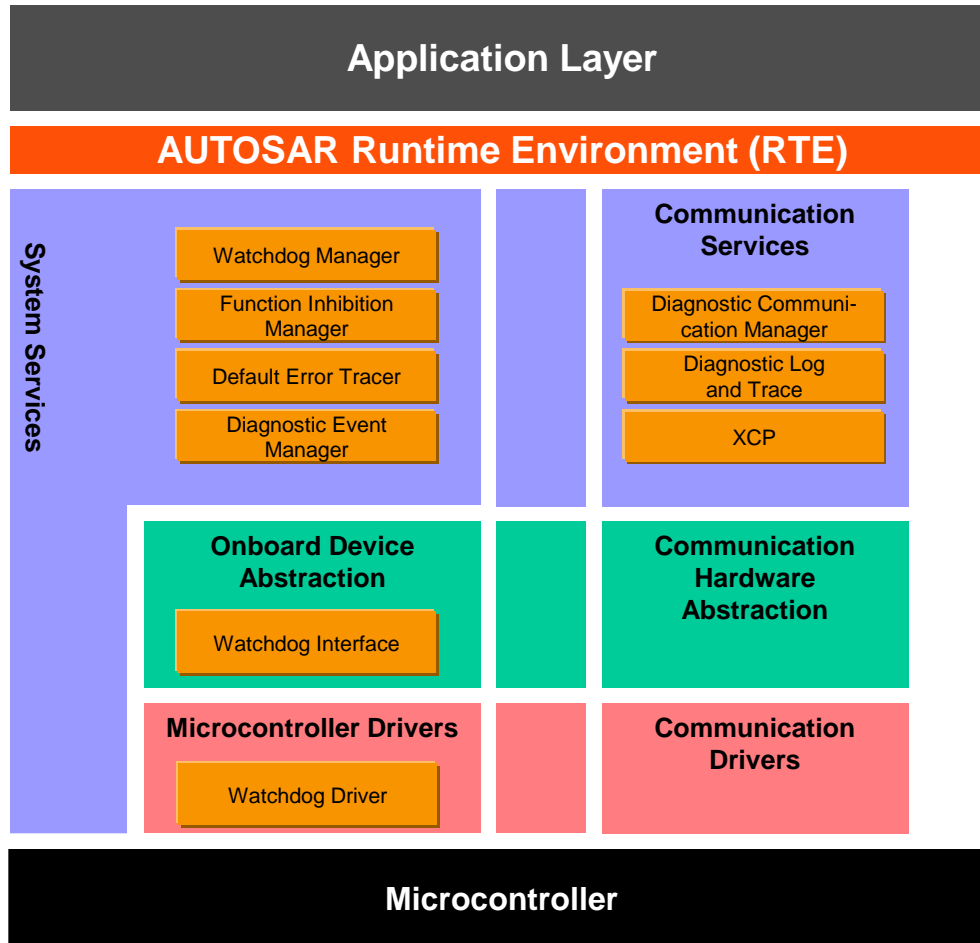 Application Layer
AUTOSAR Runtime Environment (RTE)
System Services
Watchdog Manager
Function Inhibition
Manager
Default Error Tracer
Diagnostic Event
Manager
Communication
Services
Diagnostic Communi-
cation Manager
Diagnostic Log
and Trace
XCP
Onboard Device
Abstraction
Watchdog Interface
Communication
Hardware
Abstraction
Microcontroller Drivers
Watchdog Driver
Communication
Drivers
Microcontroller